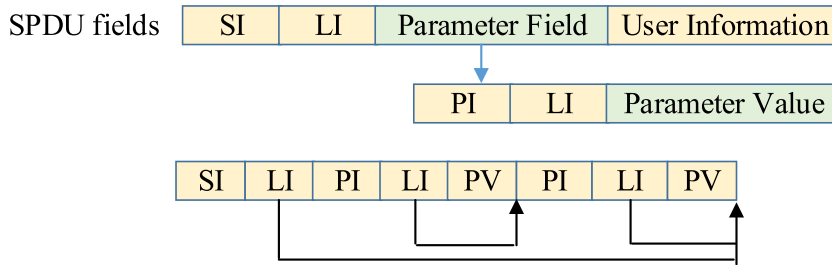 SPDU fields SI LI Parameter Field User Information
PI LI Parameter Value
SI LI PI LI PV PI LI PV